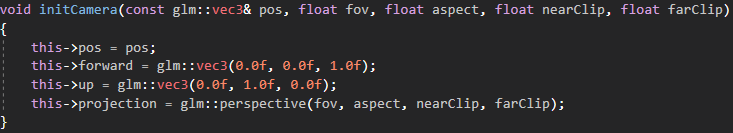 void initCamera(const glm::vec3& pos, float fov, float aspect, float nearClip, float farClip)
{
this->pos = pos;
this->forward = glm::vec3(0.0f, 0.0f, 1.0f);
this->up = glm::vec3(0.0f, 1.0f, 0.0f);
this->projection = glm::perspective(fov, aspect, nearClip, farClip);
}